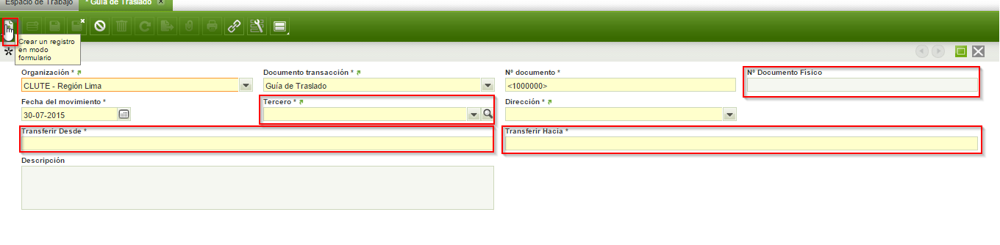 Espacio de Trabajo
* Guía de Traslado
Crear un registro
en modo
formulario
Organización *
Documento transacción *
Nº documento *
Nº Documento Físico
CLUTE - Región Lima
Guía de Traslado
<1000000>
Fecha del movimiento *
Tercero *
Dirección *
30-07-2015
Transferir Desde *
Transferir Hacia *
Descripción